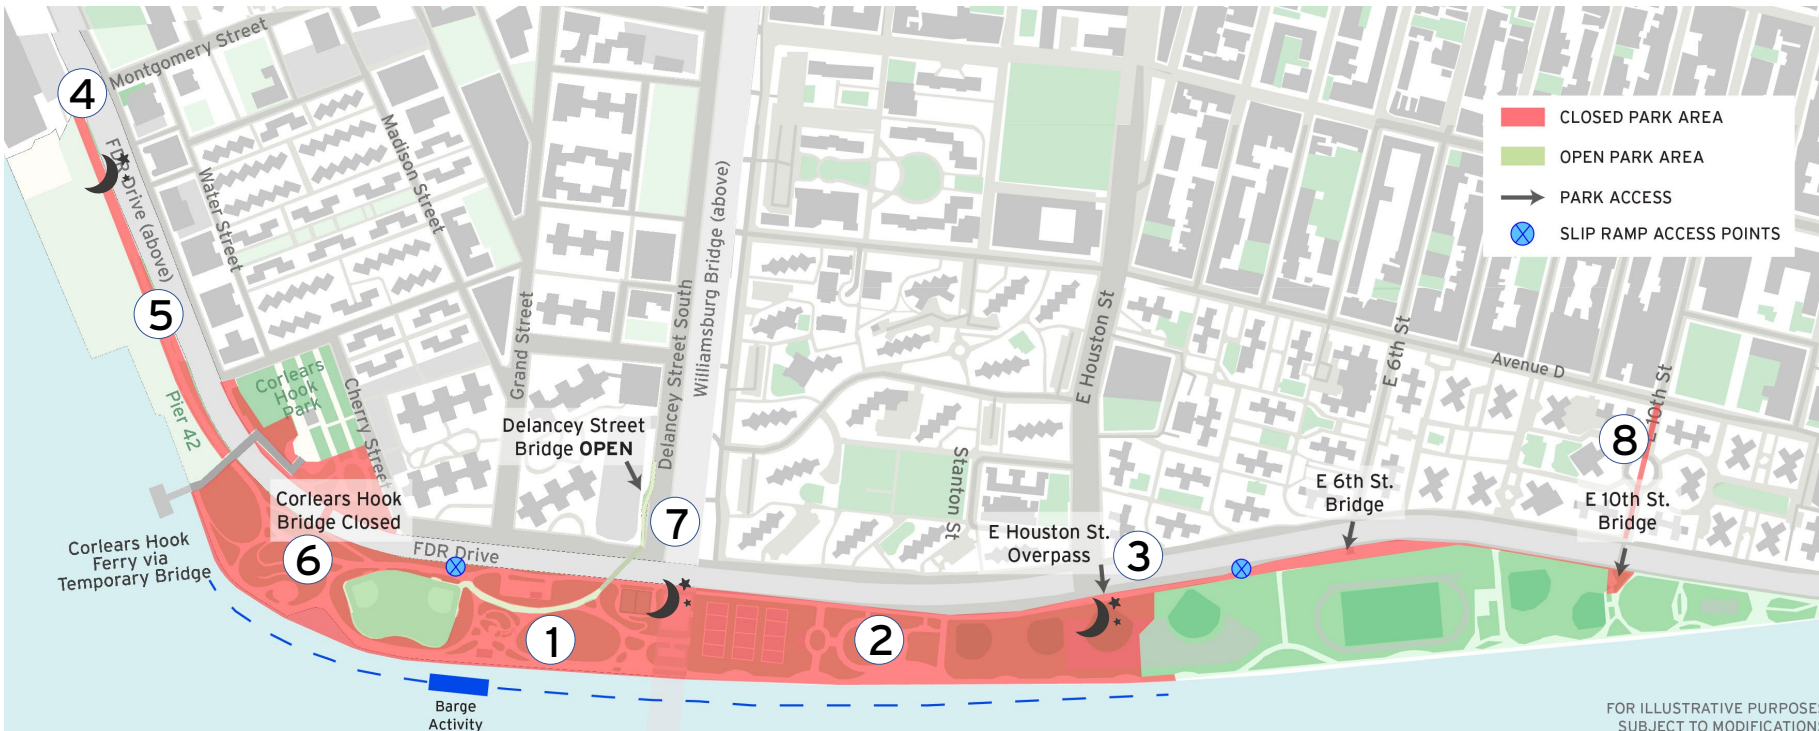 Montgomery Street
4
FDR Drive (above)
Water Street
Madison Street
5
Pier 42
Corlears
Hook
Park
Cherry Street
Grand Street
Delancey Street South
Williamsburg Bridge (above)
Delancey Street
Bridge OPEN
7
Corlears Hook
Bridge Closed
6
FDR Drive
Corlears Hook
Ferry via
Temporary Bridge
1
2
Barge
Activity
Stanton St
E Houston St
E Houston St.
Overpass
3
E 6th St
E 6th St.
Bridge
Avenue D
E 10th St
8
E 10th St.
Bridge
CLOSED PARK AREA
OPEN PARK AREA
PARK ACCESS
SLIP RAMP ACCESS POINTS
FOR ILLUSTRATIVE PURPOSES
SUBJECT TO MODIFICATIONS